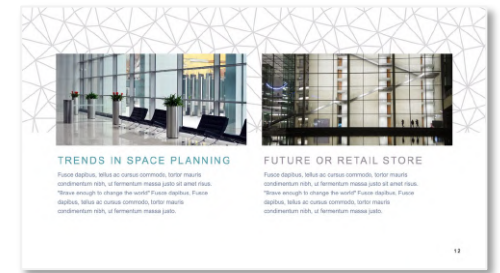 TRENDS IN SPACE PLANNING
Fusce dapibus, tellus ac cursus commodo, tortor mauris
condimentum nibh, ut fermentum massa justo sit amet risus.
"Brave enough to change the world" Fusce dapibus, Fusce
dapibus, tellus ac cursus commodo, tortor mauris
condimentum nibh, ut fermentum massa justo.
FUTURE OR RETAIL STORE
Fusce dapibus, tellus ac cursus commodo, tortor mauris
condimentum nibh, ut fermentum massa justo sit amet risus.
"Brave enough to change the world" Fusce dapibus, Fusce
dapibus, tellus ac cursus commodo, tortor mauris
condimentum nibh, ut fermentum massa justo.
12